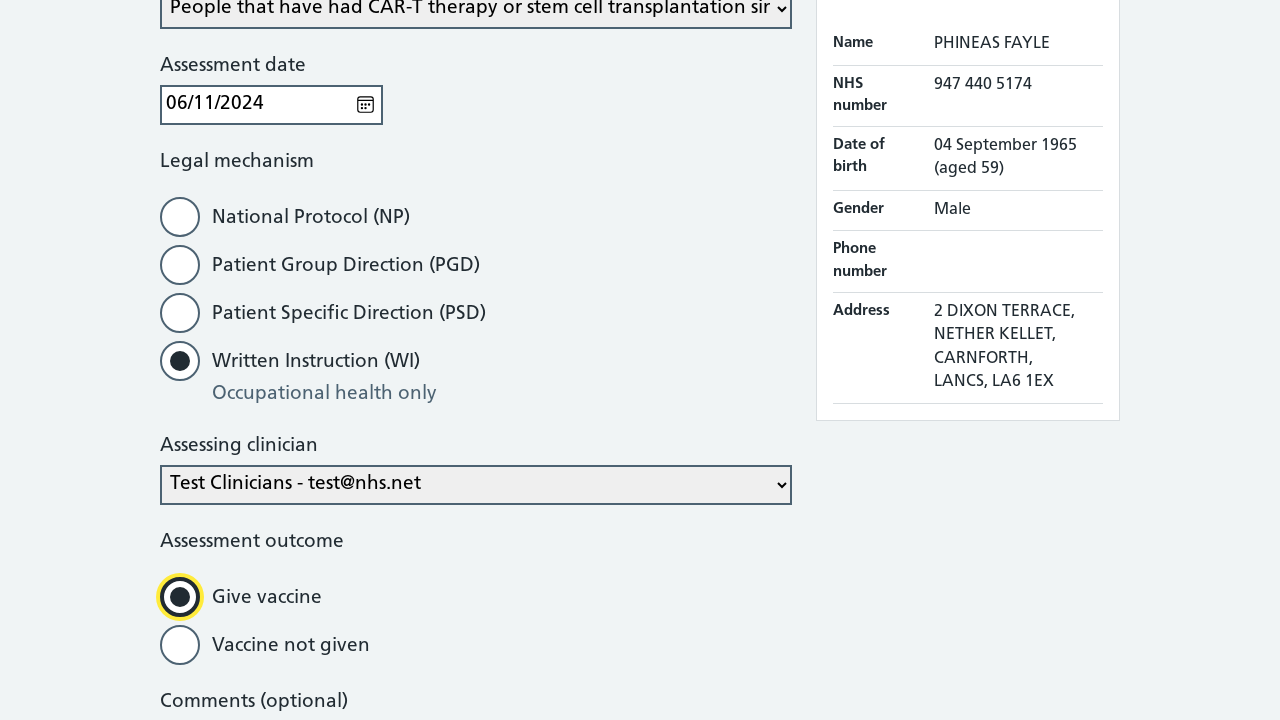 People that have had CAR-T therapy or stem cell transplantation sir
Assessment date
06/11/2024
Legal mechanism
National Protocol (NP)
Patient Group Direction (PGD)
Patient Specific Direction (PSD)
Written Instruction (WI)
Occupational health only
Assessing clinician
Test Clinicians - test@nhs.net
Assessment outcome
Give vaccine
Vaccine not given
Comments (optional)
Name PHINEAS FAYLE
NHS number 947 440 5174
Date of birth 04 September 1965 (aged 59)
Gender Male
Phone number
Address 2 DIXON TERRACE,
NETHER KELLET,
CARNFORTH,
LANCS, LA6 1EX